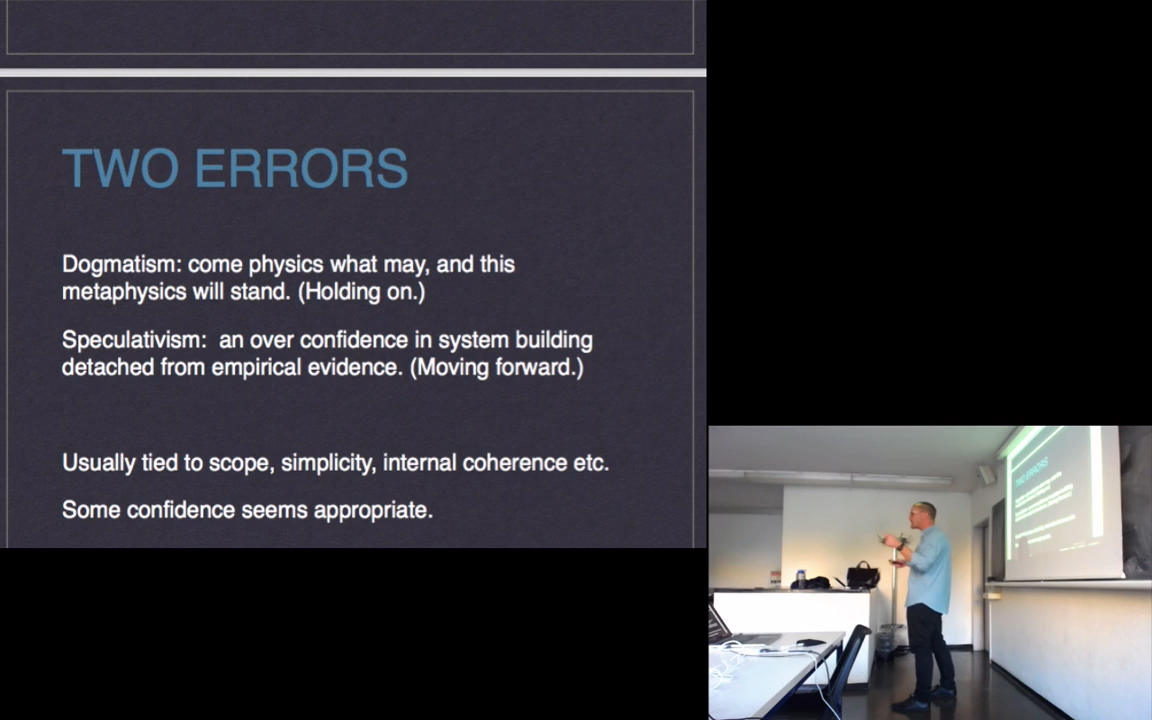 TWO ERRORS
Dogmatism: come physics what may, and this
metaphysics will stand. (Holding on.)
Speculativism:  an over confidence in system building
detached from empirical evidence. (Moving forward.)
Usually tied to scope, simplicity, internal coherence etc.
Some confidence seems appropriate.
TWO ERRORS